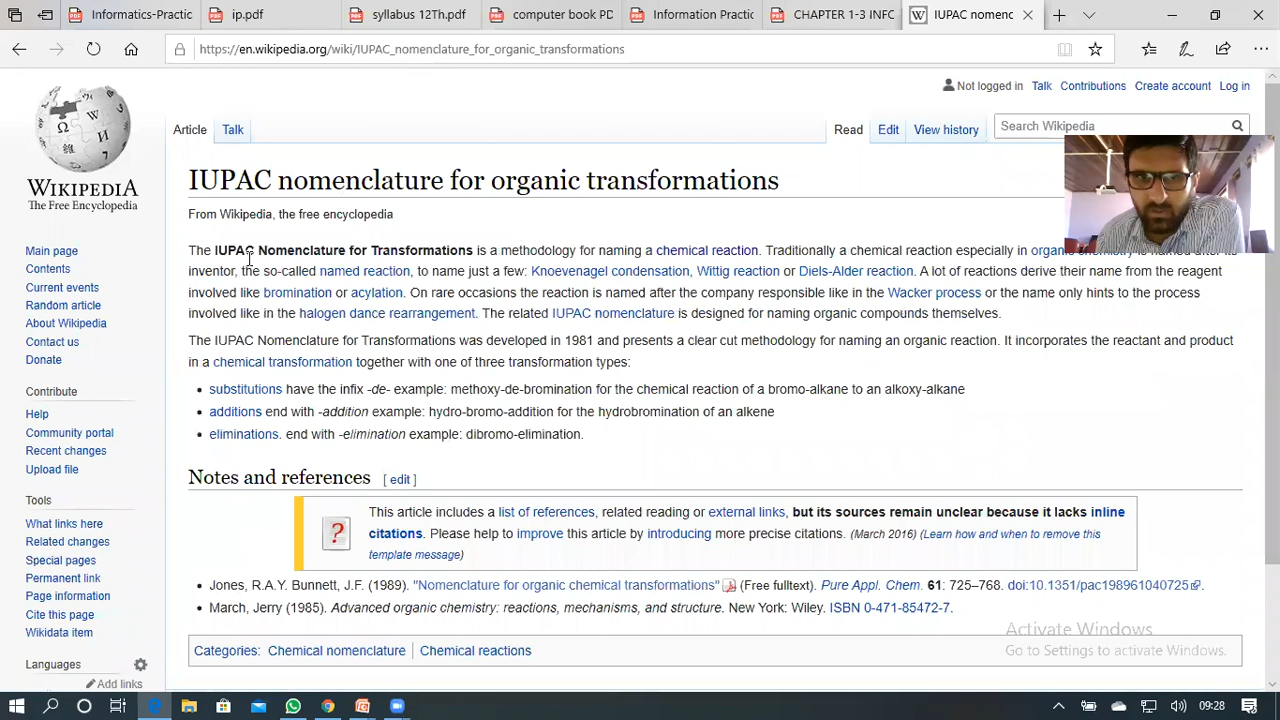 Informatics-Practic
ip.pdf
syllabus 12Th.pdf
computer book PD
Information Practic
CHAPTER 1-3 INFO
IUPAC nomenc
https://en.wikipedia.org/wiki/IUPAC_nomenclature_for_organic_transformations
Not logged in Talk Contributions Create account Log in
Article Talk Read Edit View history Search Wikipedia
WIKIPEDIA
The Free Encyclopedia
Main page
Contents
Current events
Random article
About Wikipedia
Contact us
Donate
Contribute
Help
Community portal
Recent changes
Upload file
Tools
What links here
Related changes
Special pages
Permanent link
Page information
Cite this page
Wikidata item
Languages
Add links
IUPAC nomenclature for organic transformations
From Wikipedia, the free encyclopedia
The IUPAC Nomenclature for Transformations is a methodology for naming a chemical reaction. Traditionally a chemical reaction especially in organic chemistry is named after its
inventor, the so-called named reaction, to name just a few: Knoevenagel condensation, Wittig reaction or Diels-Alder reaction. A lot of reactions derive their name from the reagent
involved like bromination or acylation. On rare occasions the reaction is named after the company responsible like in the Wacker process or the name only hints to the process
involved like in the halogen dance rearrangement. The related IUPAC nomenclature is designed for naming organic compounds themselves.
The IUPAC Nomenclature for Transformations was developed in 1981 and presents a clear cut methodology for naming an organic reaction. It incorporates the reactant and product
in a chemical transformation together with one of three transformation types:
• substitutions have the infix -de- example: methoxy-de-bromination for the chemical reaction of a bromo-alkane to an alkoxy-alkane
• additions end with -addition example: hydro-bromo-addition for the hydrobromination of an alkene
• eliminations. end with -elimination example: dibromo-elimination.
Notes and references [ edit ]
This article includes a list of references, related reading or external links, but its sources remain unclear because it lacks inline
citations. Please help to improve this article by introducing more precise citations. (March 2016) (Learn how and when to remove this
template message)
• Jones, R.A.Y. Bunnett, J.F. (1989). "Nomenclature for organic chemical transformations" (Free fulltext). Pure Appl. Chem. 61: 725–768. doi:10.1351/pac198961040725.
• March, Jerry (1985). Advanced organic chemistry: reactions, mechanisms, and structure. New York: Wiley. ISBN 0-471-85472-7.
Categories: Chemical nomenclature | Chemical reactions
Activate Windows
Go to Settings to activate Windows.
09:28